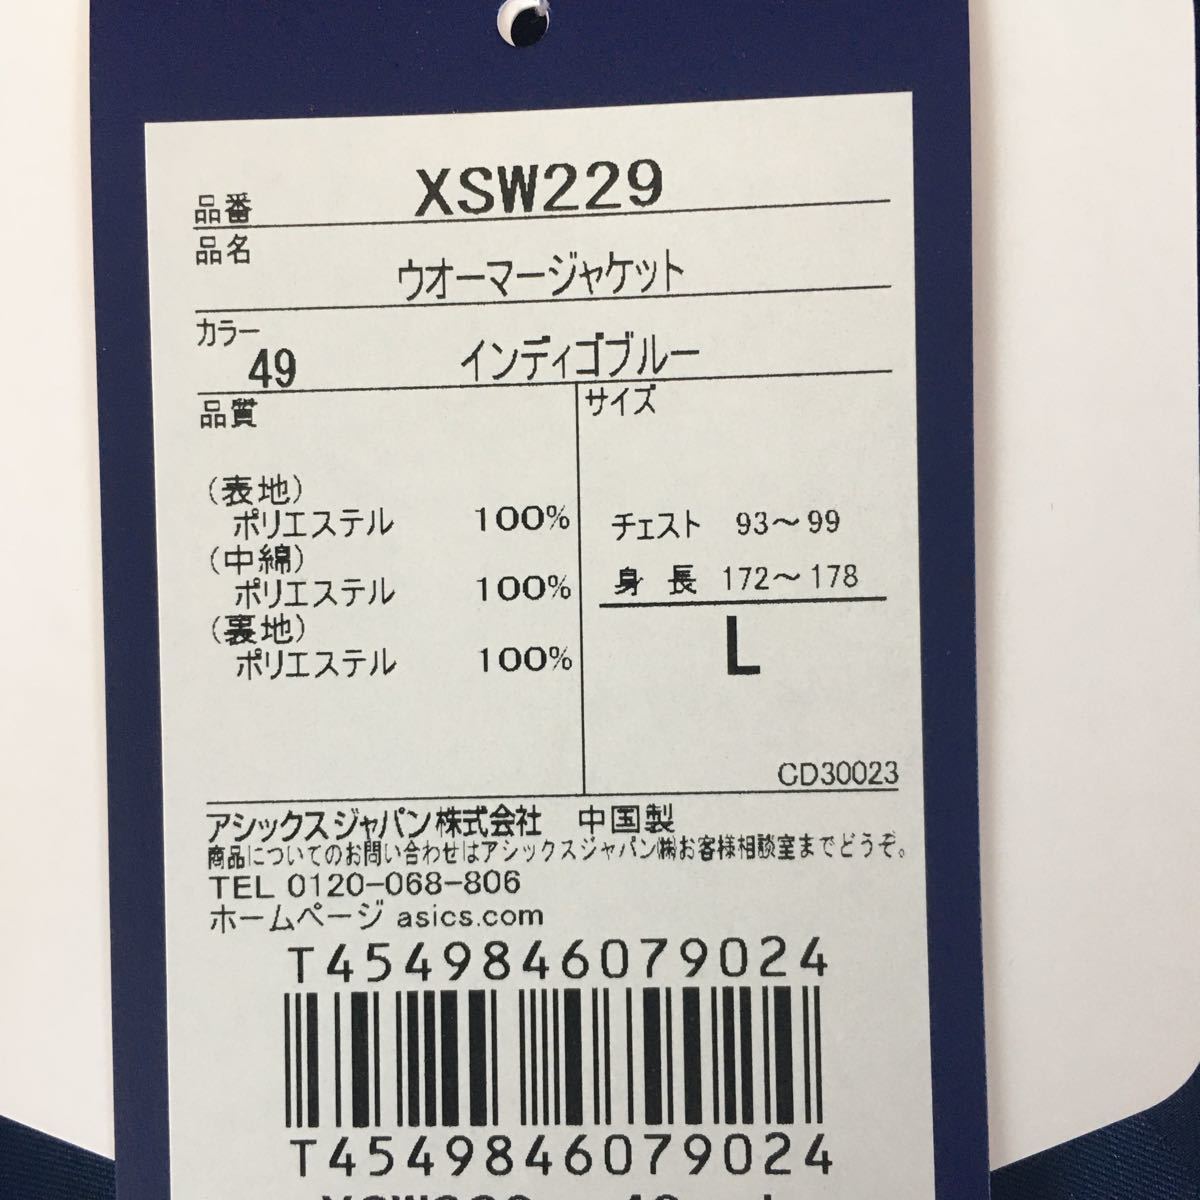 品番 XSW229
品名
ウオーマージャケット
カラー
49 インディゴブルー
品質
サイズ
(表地)
ポリエステル 100%
(中綿)
ポリエステル 100%
(裏地)
ポリエステル 100%
チェスト 93～99
身長 172～178
L
CD30023
アシックスジャパン株式会社 中国製
商品についてのお問い合わせはアシックスジャパン㈱お客様相談室までどうぞ。
TEL 0120-068-806
ホームページ asics.com
T4549846079024
T4549846079024